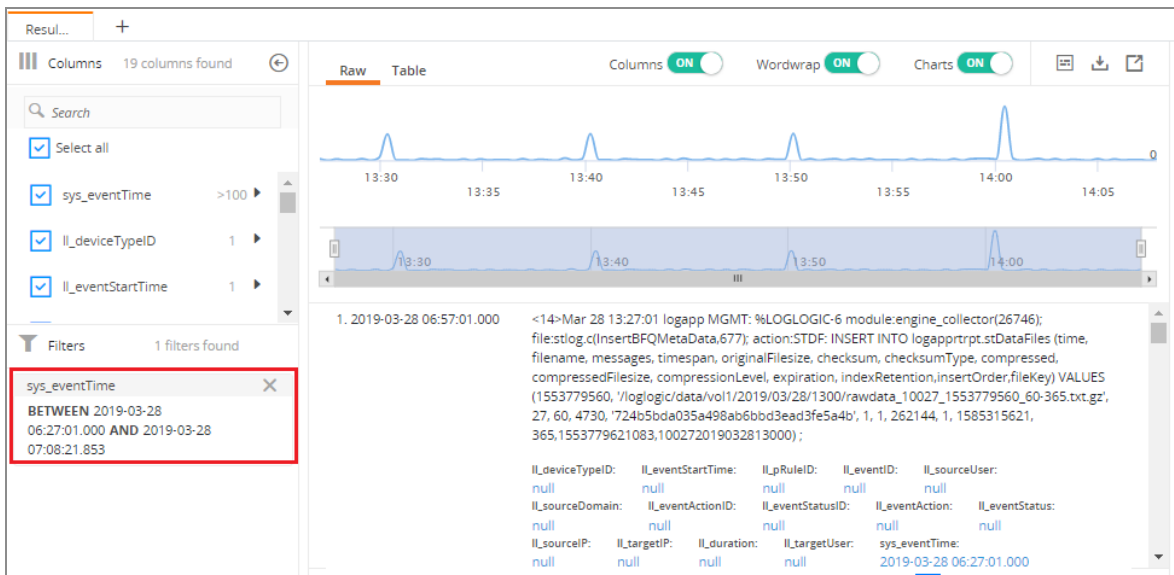 Resul...
+
Columns 19 columns found
Search
Select all
sys_eventTime >100
ll_deviceTypeID 1
ll_eventStartTime 1
Filters 1 filters found
sys_eventTime
BETWEEN 2019-03-28
06:27:01.000 AND 2019-03-28
07:08:21.853
Raw Table Columns ON Wordwrap ON Charts ON
0
13:30 13:40 13:50 14:00
13:35 13:45 13:55 14:05
13:30 13:40 13:50 14:00
1. 2019-03-28 06:57:01.000
<14>Mar 28 13:27:01 logapp MGMT: %LOGLOGIC-6 module:engine_collector(26746);
file:stlog.c(InsertBFQMetaData,677); action:STDF: INSERT INTO logapprtrpt.stDataFiles (time,
filename, messages, timespan, originalFilesize, checksum, checksumType, compressed,
compressedFilesize, compressionLevel, expiration, indexRetention,insertOrder,fileKey) VALUES
(1553779560, '/loglogic/data/vol1/2019/03/28/1300/rawdata_10027_1553779560_60-365.txt.gz',
27, 60, 4730, '724b5bda035a498ab6bbd3ead3fe5a4b', 1, 1, 262144, 1, 1585315621,
365,1553779621083,100272019032813000) ;
ll_deviceTypeID: ll_eventStartTime: ll_pRuleID: ll_eventID: ll_sourceUser:
null null null null null
ll_sourceDomain: ll_eventActionID: ll_eventStatusID: ll_eventAction: ll_eventStatus:
null null null null null
ll_sourceIP: ll_targetIP: ll_duration: ll_targetUser: sys_eventTime:
null null null null 2019-03-28 06:27:01.000